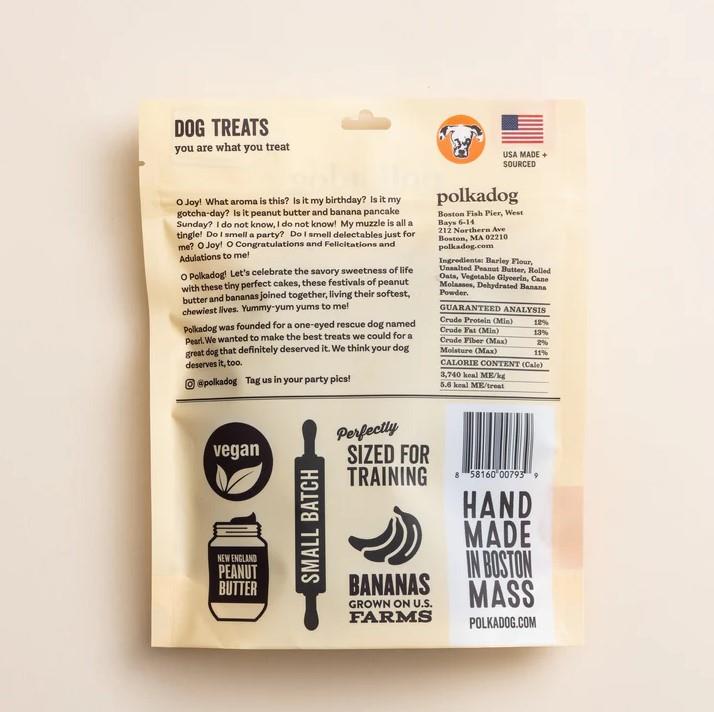 DOG TREATS
you are what you treat
USA MADE +
SOURCED
O Joy! What aroma is this? Is it my birthday? Is it my
gotcha-day? Is it peanut butter and banana pancake
Sunday? I do not know, I do not know! My muzzle is all a
tingle! Do I smell a party? Do I smell delectables just for
me? O Joy! O Congratulations and Felicitations and
Adulations to me!
O Polkadog! Let's celebrate the savory sweetness of life
with these tiny perfect cakes, these festivals of peanut
butter and bananas joined together, living their softest,
chewiest lives. Yummy-yum yums to me!
Polkadog was founded for a one-eyed rescue dog named
Pearl. We wanted to make the best treats we could for a
great dog that definitely deserved it. We think your dog
deserves it, too.
@polkadog Tag us in your party pics!
polkadog
Boston Fish Pier, West
Bays 6-14
212 Northern Ave
Boston, MA 02210
polkadog.com
Ingredients: Barley Flour,
Unsalted Peanut Butter, Rolled
Oats, Vegetable Glycerin, Cane
Molasses, Dehydrated Banana
Powder.
GUARANTEED ANALYSIS
Crude Protein (Min) 12%
Crude Fat (Min) 13%
Crude Fiber (Max) 2%
Moisture (Max) 11%
CALORIE CONTENT (Calc)
3,740 kcal ME/kg
5.6 kcal ME/treat
vegan
NEW ENGLAND
PEANUT
BUTTER
SMALL BATCH
Perfectly
SIZED FOR
TRAINING
BANANAS
GROWN ON U.S.
FARMS
8 58160 00793 9
HAND
MADE
IN BOSTON
MASS
POLKADOG.COM